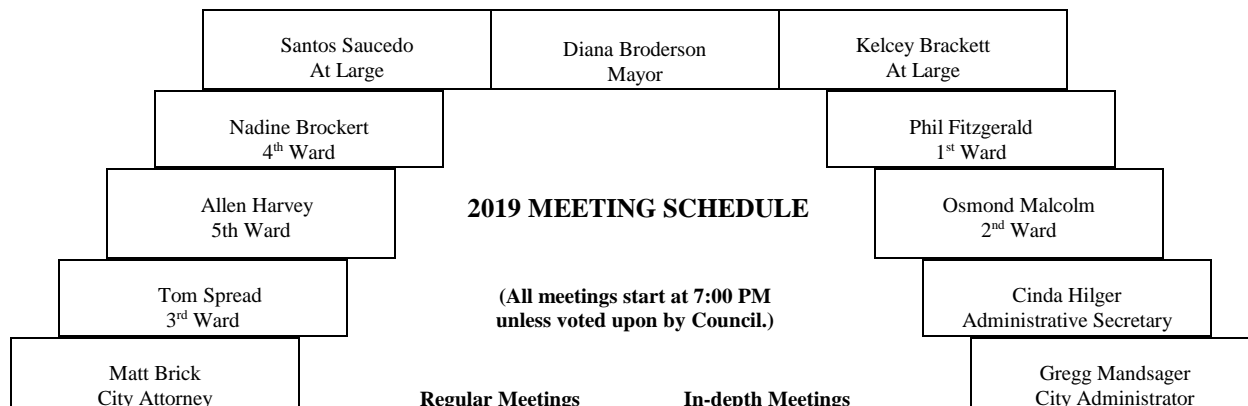 Santos Saucedo
At Large
Diana Broderson
Mayor
Kelcey Brackett
At Large
Nadine Brockert
4th Ward
Phil Fitzgerald
1st Ward
Allen Harvey
5th Ward
2019 MEETING SCHEDULE
Osmond Malcolm
2nd Ward
Tom Spread
3rd Ward
(All meetings start at 7:00 PM
unless voted upon by Council.)
Cinda Hilger
Administrative Secretary
Matt Brick
City Attorney
Regular Meetings
In-depth Meetings
Gregg Mandsager
City Administrator